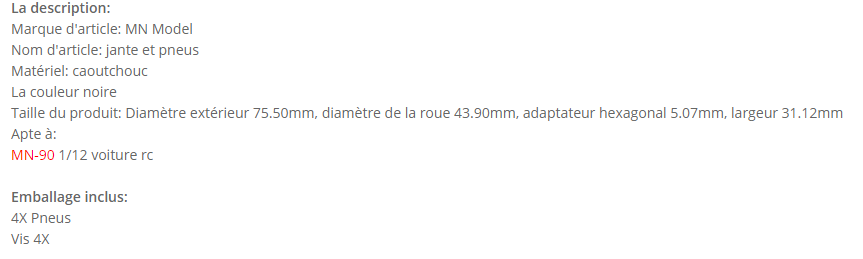 La description:
Marque d'article: MN Model
Nom d'article: jante et pneus
Matériel: caoutchouc
La couleur noire
Taille du produit: Diamètre extérieur 75.50mm, diamètre de la roue 43.90mm, adaptateur hexagonal 5.07mm, largeur 31.12mm
Apte à:
MN-90 1/12 voiture rc
Emballage inclus:
4X Pneus
Vis 4X